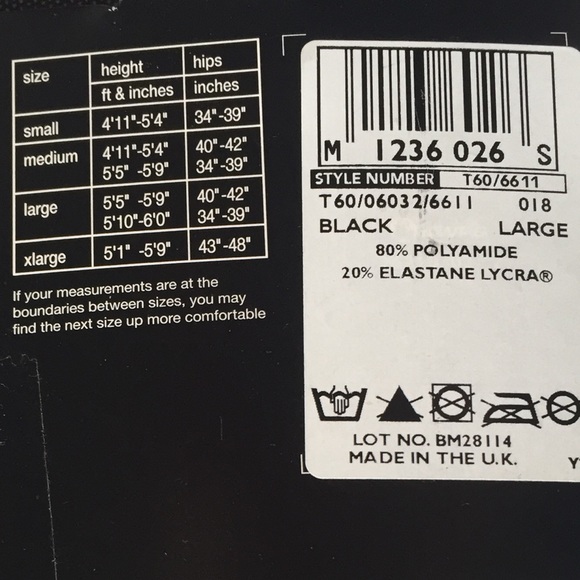 size height hips
ft & inches inches
small 4'11"-5'4" 34"-39"
medium 4'11"-5'4" 40"-42"
5'5" -5'9" 34"-39"
large 5'5" -5'9" 40"-42"
5'10"-6'0" 34"-39"
xlarge 5'1" -5'9" 43"-48"
If your measurements are at the
boundaries between sizes, you may
find the next size up more comfortable
M 1236 026 S
STYLE NUMBER T60/6611
T60/06032/6611 018
BLACK LARGE
80% POLYAMIDE
20% ELASTANE LYCRA®
LOT NO. BM28114
MADE IN THE U.K.